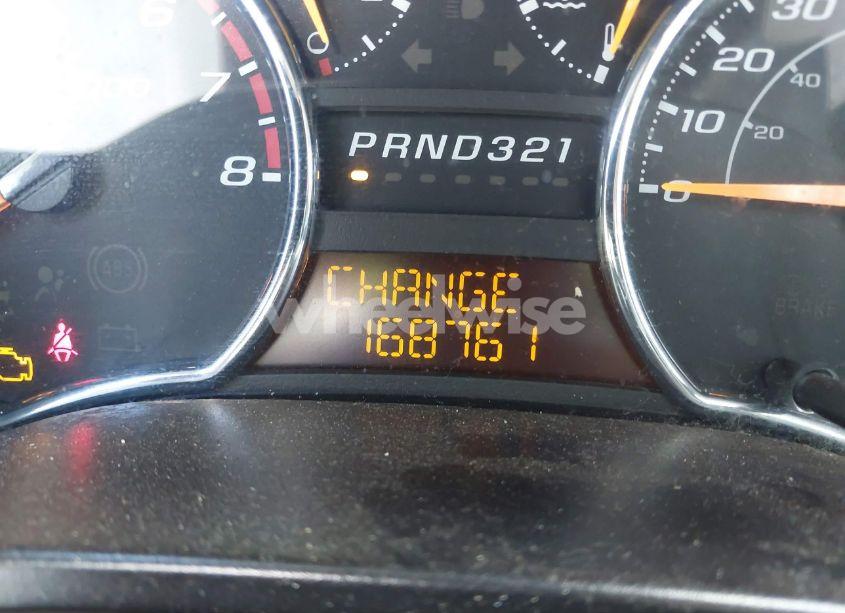 6
7
8
30
20
10
0
40
20
PRND321
ABS
BRAKE
CHANGE
168761
wheelwise